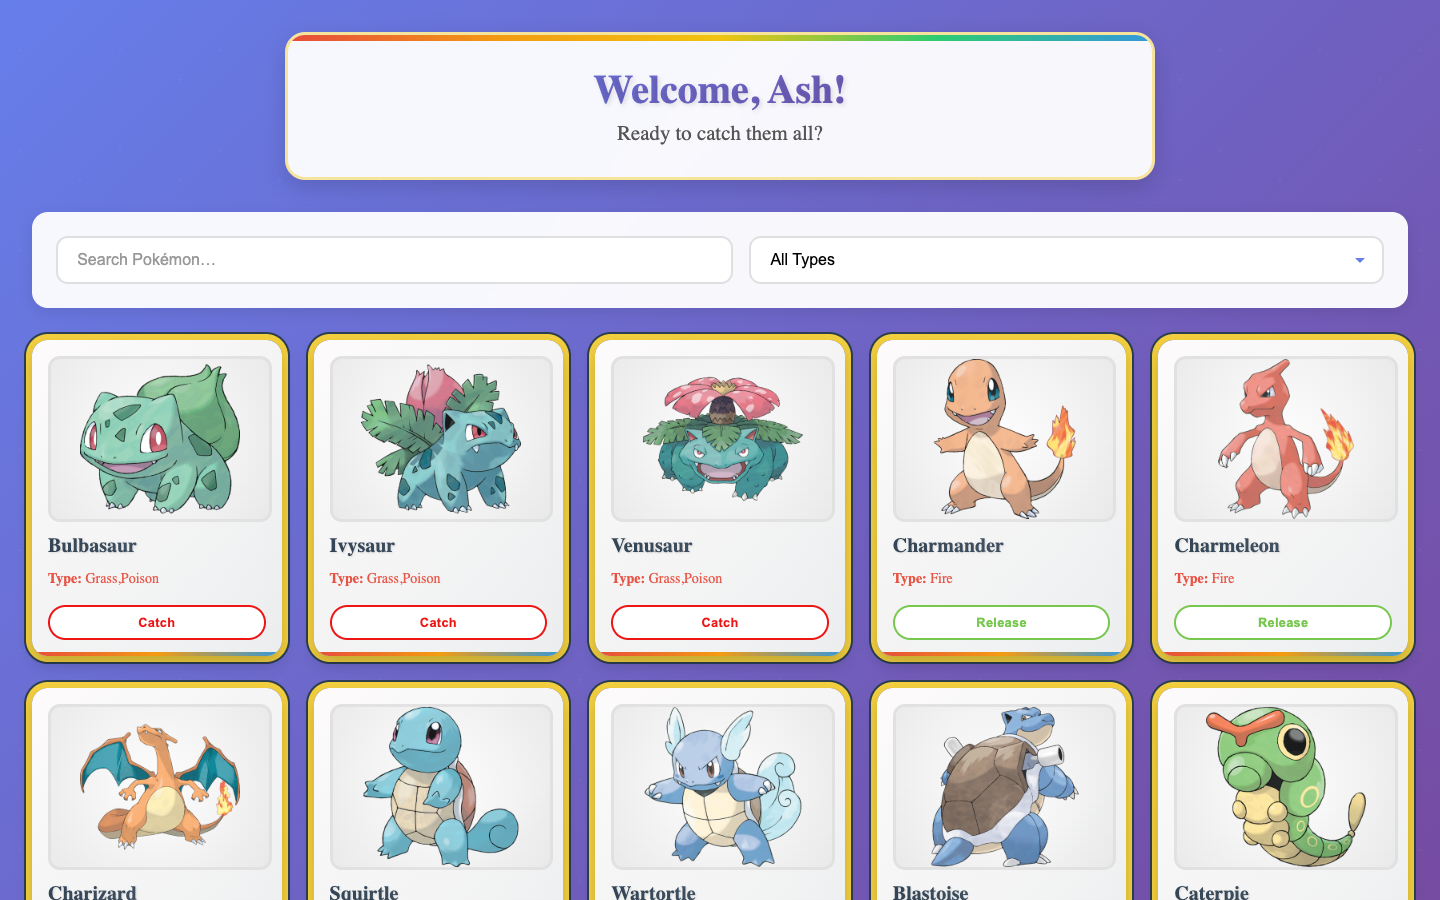 Welcome, Ash!
Ready to catch them all?
Search Pokémon…
All Types
Bulbasaur
Type: Grass,Poison
Catch
Ivysaur
Type: Grass,Poison
Catch
Venusaur
Type: Grass,Poison
Catch
Charmander
Type: Fire
Release
Charmeleon
Type: Fire
Release
Charizard
Squirtle
Wartortle
Blastoise
Caterpie